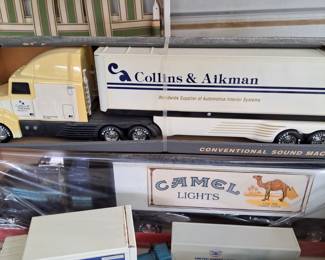 Collins & Aikman
Worldwide Supplier of Automotive Interior Systems
CONVENTIONAL SOUND MAC
CAMEL
LIGHTS